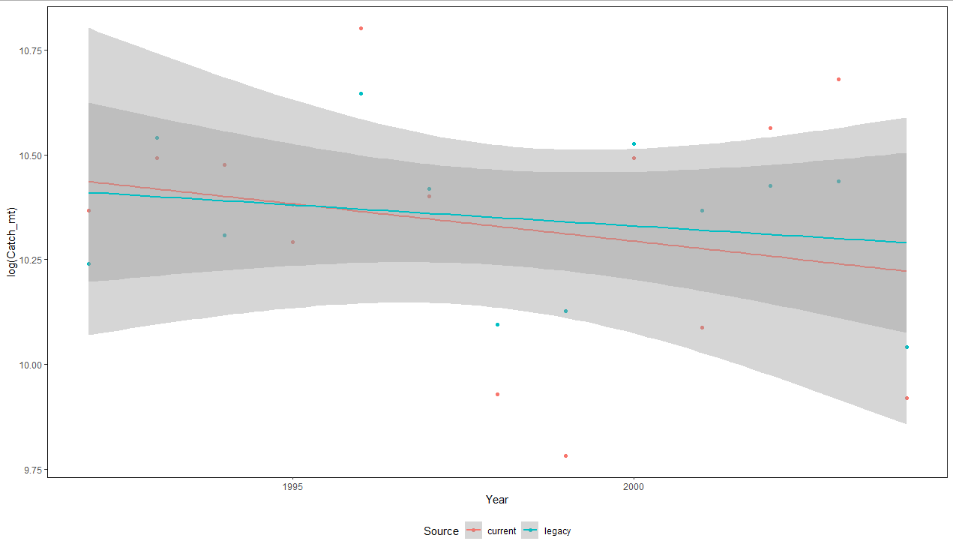 log(Catch_mt)
10.75
10.50
10.25
10.00
9.75
1995
2000
Year
Source
current
legacy